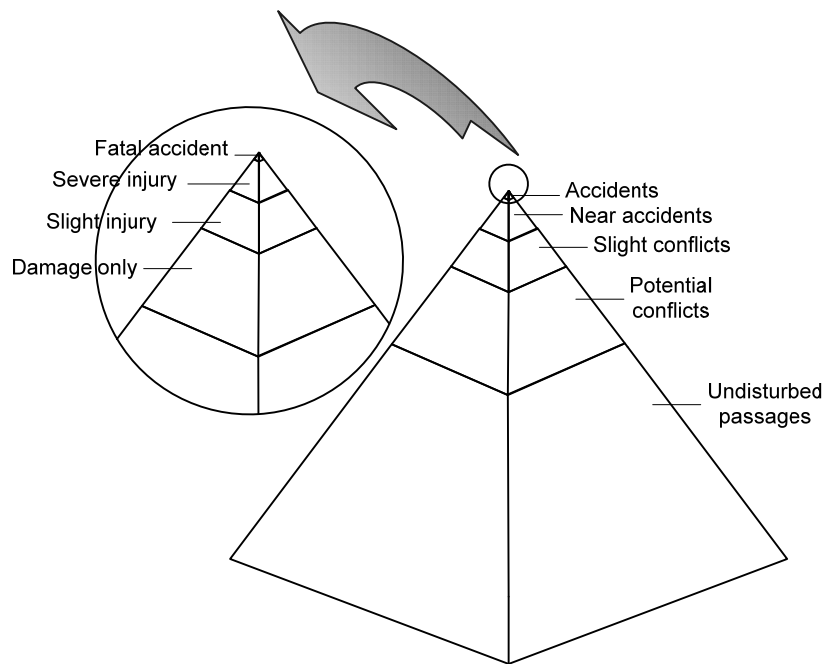 Fatal accident
Severe injury
Slight injury
Damage only
Accidents
Near accidents
Slight conflicts
Potential
conflicts
Undisturbed
passages